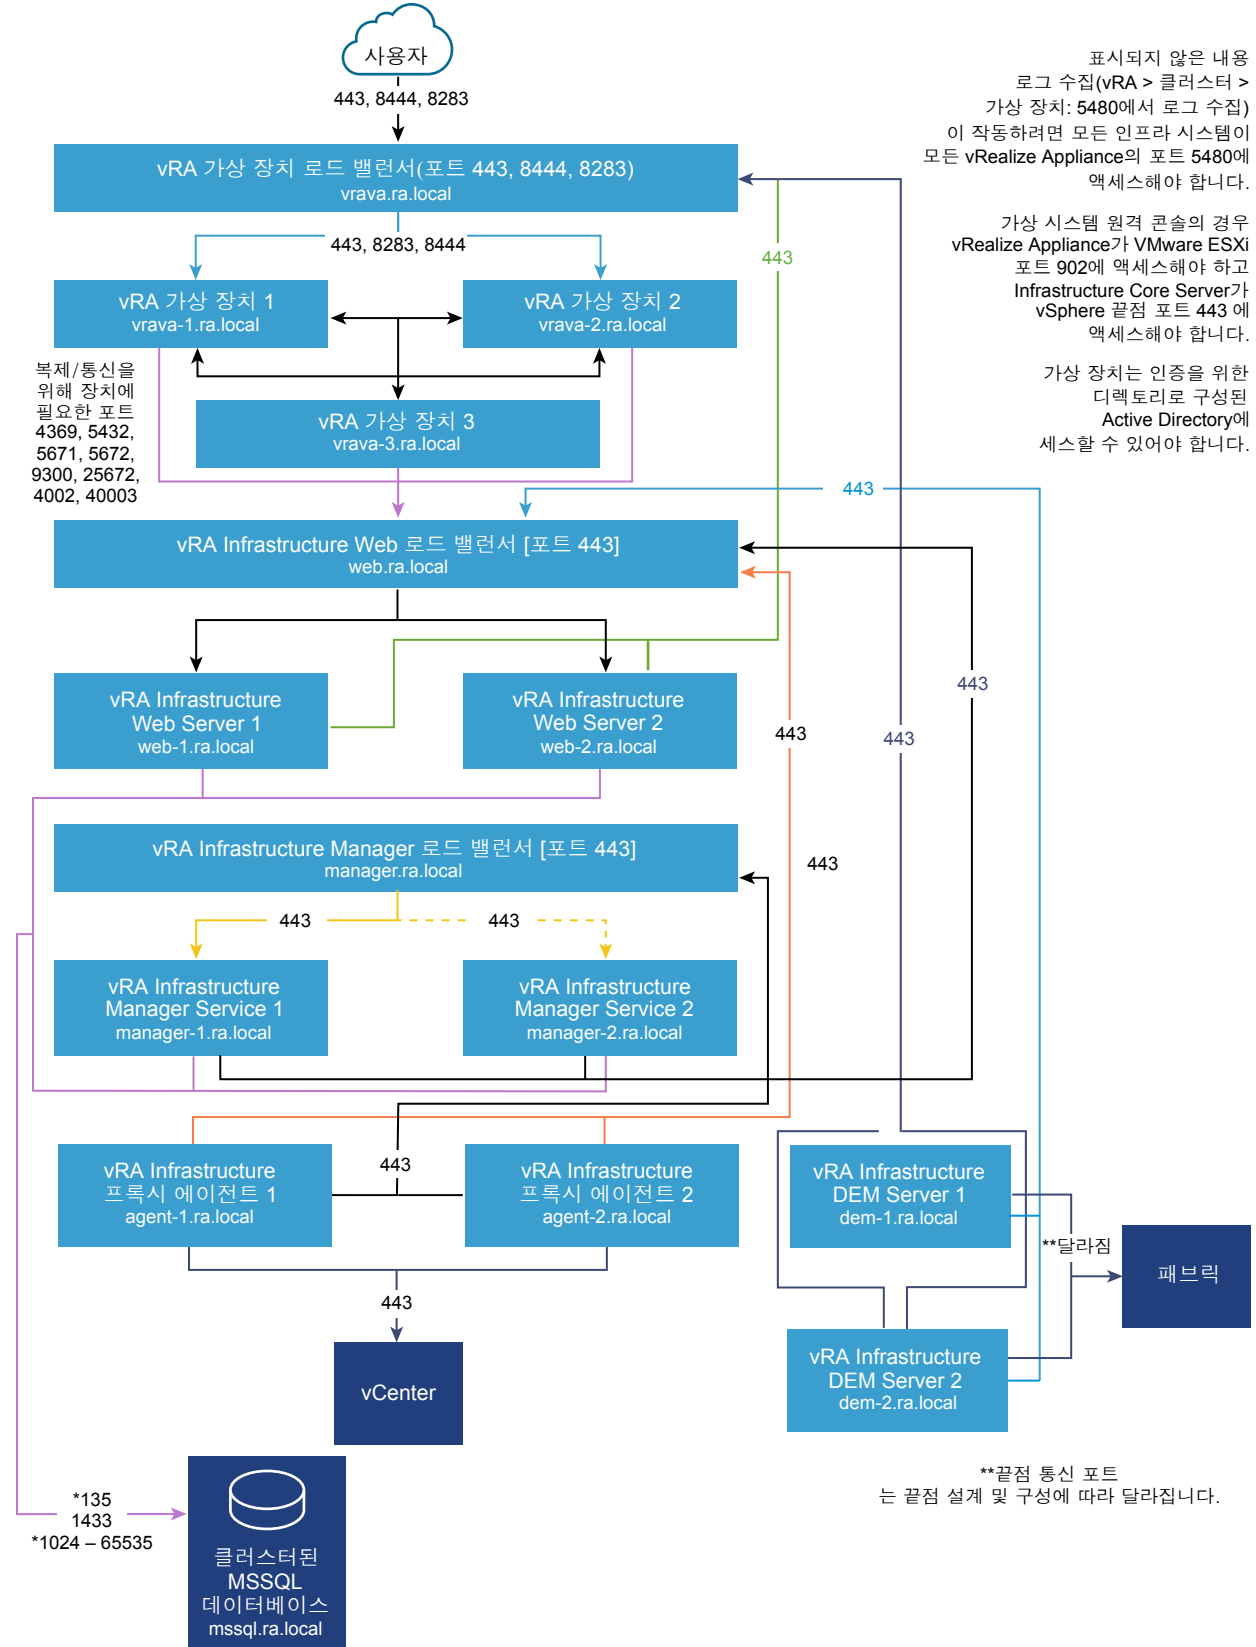 사용자
443, 8444, 8283
vRA 가상 장치 로드 밸런서(포트 443, 8444, 8283)
vrava.ra.local
443, 8283, 8444
vRA 가상 장치 1
vrava-1.ra.local
vRA 가상 장치 2
vrava-2.ra.local
복제/통신을
위해 장치에
필요한 포트
4369, 5432,
5671, 5672,
9300, 25672,
4002, 40003
vRA 가상 장치 3
vrava-3.ra.local
표시되지 않은 내용
로그 수집(vRA > 클러스터 >
가상 장치: 5480에서 로그 수집)
이 작동하려면 모든 인프라 시스템이
모든 vRealize Appliance의 포트 5480에
액세스해야 합니다.
가상 시스템 원격 콘솔의 경우
vRealize Appliance가 VMware ESXi
포트 902에 액세스해야 하고
Infrastructure Core Server가
vSphere 끝점 포트 443 에
액세스해야 합니다.
가상 장치는 인증을 위한
디렉토리로 구성된
Active Directory에
세스할 수 있어야 합니다.
443
443
vRA Infrastructure Web 로드 밸런서 [포트 443]
web.ra.local
vRA Infrastructure
Web Server 1
web-1.ra.local
vRA Infrastructure
Web Server 2
web-2.ra.local
443
443
443
vRA Infrastructure Manager 로드 밸런서 [포트 443]
manager.ra.local
443
443
443
vRA Infrastructure
Manager Service 1
manager-1.ra.local
vRA Infrastructure
Manager Service 2
manager-2.ra.local
vRA Infrastructure
프록시 에이전트 1
agent-1.ra.local
443
vRA Infrastructure
프록시 에이전트 2
agent-2.ra.local
vRA Infrastructure
DEM Server 1
dem-1.ra.local
**달라짐
패브릭
443
vCenter
vRA Infrastructure
DEM Server 2
dem-2.ra.local
**끝점 통신 포트
는 끝점 설계 및 구성에 따라 달라집니다.
*135
1433
*1024 – 65535
클러스터된
MSSQL
데이터베이스
mssql.ra.local